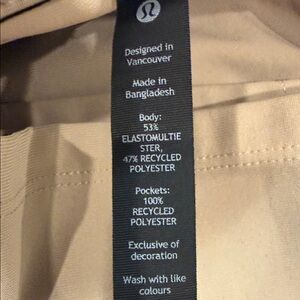 Designed in
Vancouver
Made in
Bangladesh
Body:
53%
ELASTOMULTIE
STER,
47% RECYCLED
POLYESTER
Pockets:
100%
RECYCLED
POLYESTER
Exclusive of
decoration
Wash with like
colours